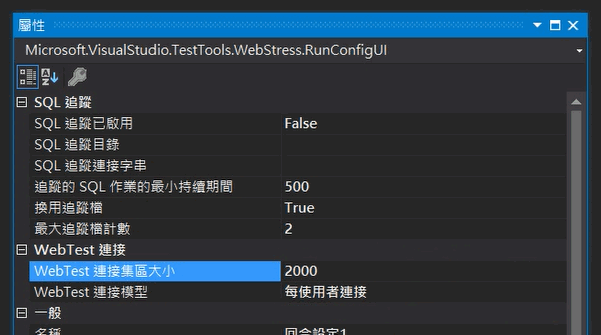 屬性
Microsoft.VisualStudio.TestTools.WebStress.RunConfigUI
SQL 追蹤
SQL 追蹤已啟用 False
SQL 追蹤目錄
SQL 追蹤連接字串
追蹤的 SQL 作業的最小持續期間 500
換用追蹤檔 True
最大追蹤檔計數 2
WebTest 連接
WebTest 連接集區大小 2000
WebTest 連接模型 每使用者連接
一般
名稱 回合設定1